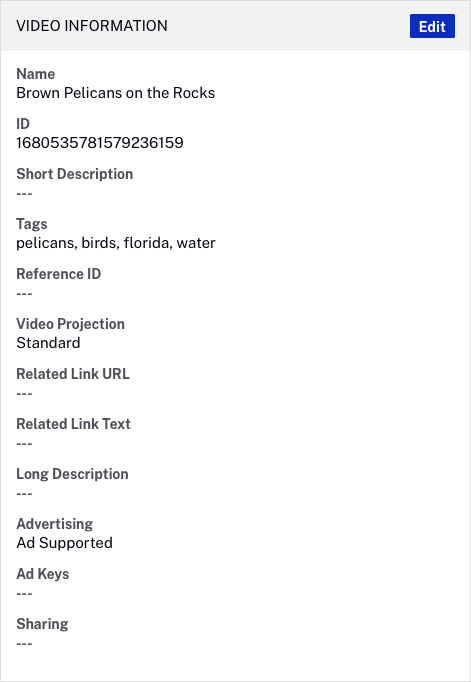 VIDEO INFORMATION
Edit
Name
Brown Pelicans on the Rocks
ID
1680535781579236159
Short Description
---
Tags
pelicans, birds, florida, water
Reference ID
---
Video Projection
Standard
Related Link URL
---
Related Link Text
---
Long Description
---
Advertising
Ad Supported
Ad Keys
---
Sharing
---